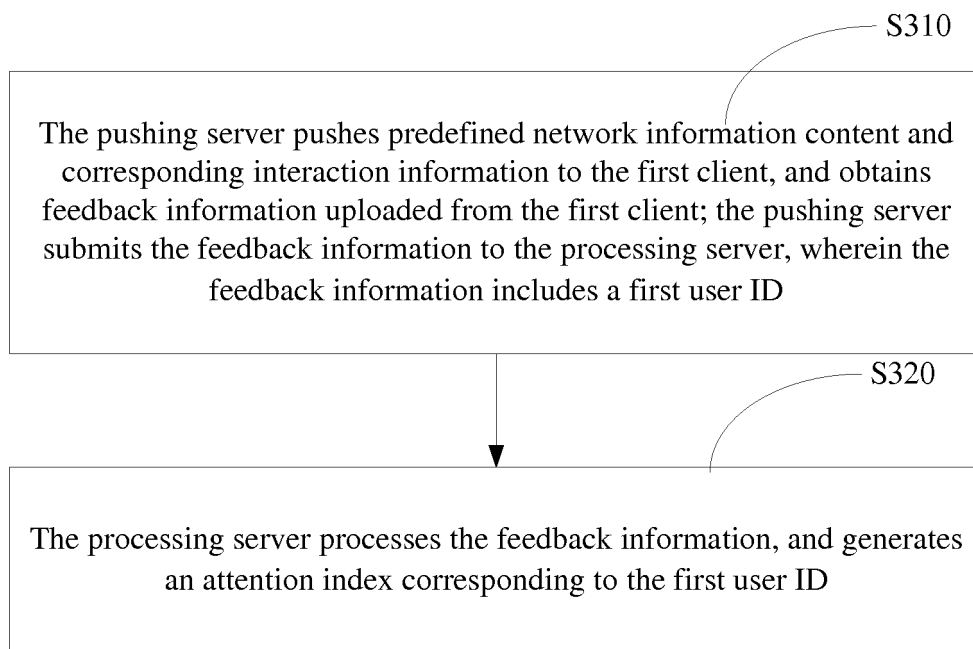 S310
The pushing server pushes predefined network information content and
corresponding interaction information to the first client, and obtains
feedback information uploaded from the first client; the pushing server
submits the feedback information to the processing server, wherein the
feedback information includes a first user ID
S320
The processing server processes the feedback information, and generates
an attention index corresponding to the first user ID